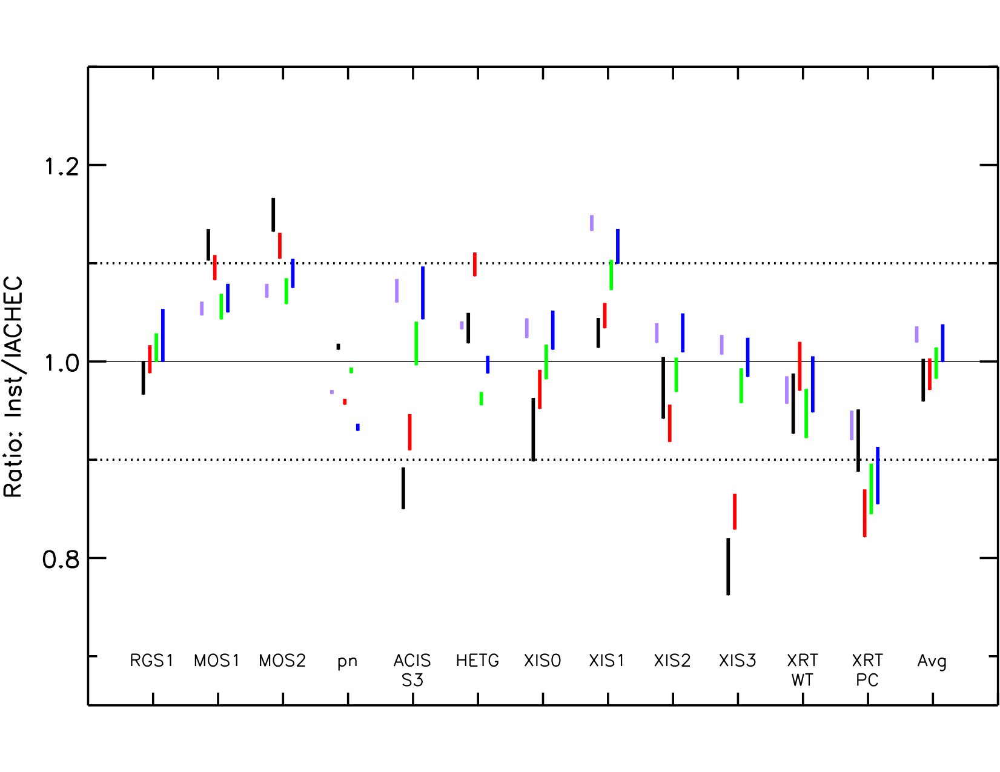 Ratio: Inst/IACHEC
1.2
1.0
0.8
RGS1 MOS1 MOS2 pn ACIS HETG XIS0 XIS1 XIS2 XIS3 XRT XRT Avg
S3 WT PC